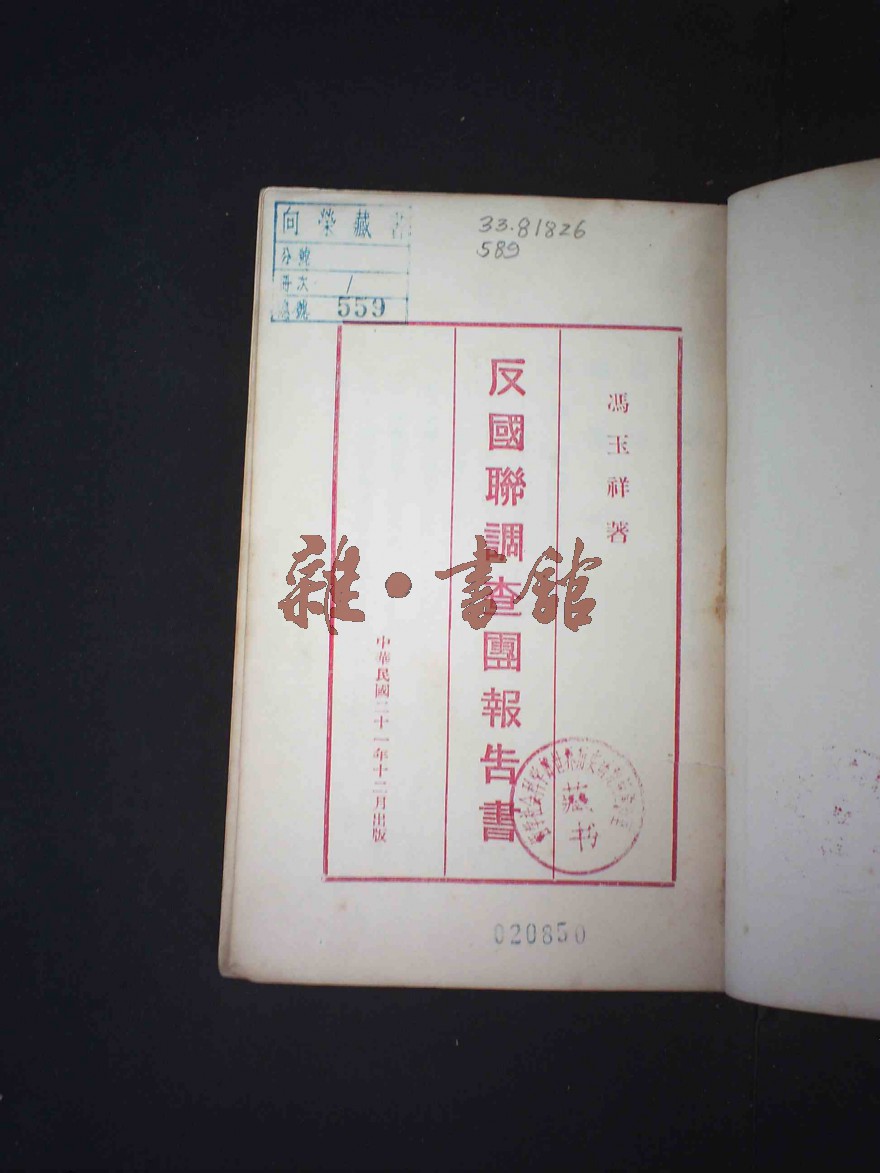 向榮藏書
分號
冊次 1
總號 559
33.81826
589
馮玉祥著
反國聯調查團報告書
中華民國二十一年十二月出版
雜·書館
藏书
020850